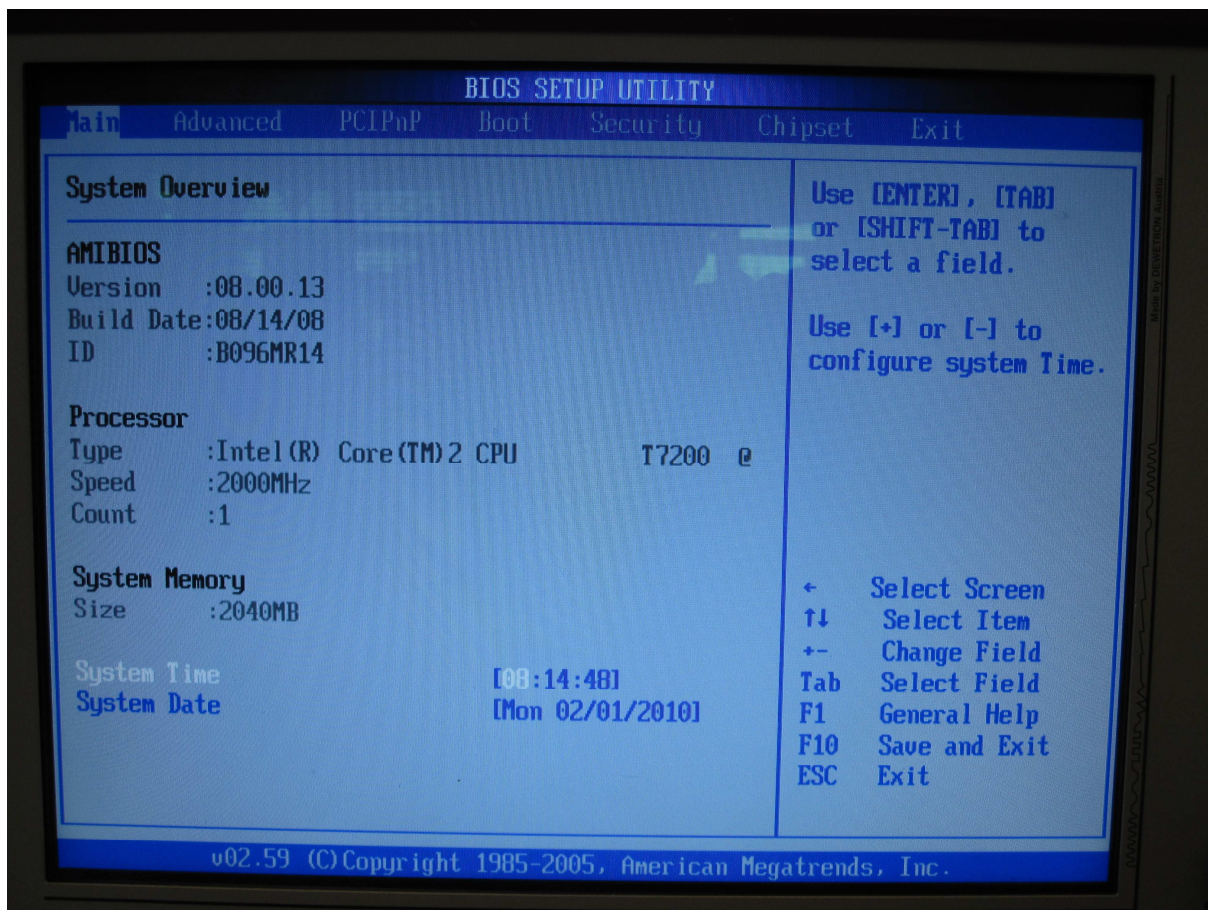 BIOS SETUP UTILITY
Main Advanced PCIPnP Boot Security Chipset Exit
System Overview
AMIBIOS
Version :08.00.13
Build Date:08/14/08
ID :B096MR14
Processor
Type :Intel(R) Core(TM)2 CPU T7200 @
Speed :2000MHz
Count :1
System Memory
Size :2040MB
System Time [08:14:48]
System Date [Mon 02/01/2010]
Use [ENTER], [TAB]
or [SHIFT-TAB] to
select a field.
Use [+] or [-] to
configure system Time.
← Select Screen
↑↓ Select Item
+- Change Field
Tab Select Field
F1 General Help
F10 Save and Exit
ESC Exit
v02.59 (C)Copyright 1985-2005, American Megatrends, Inc.
Made by DEWETRON Austria